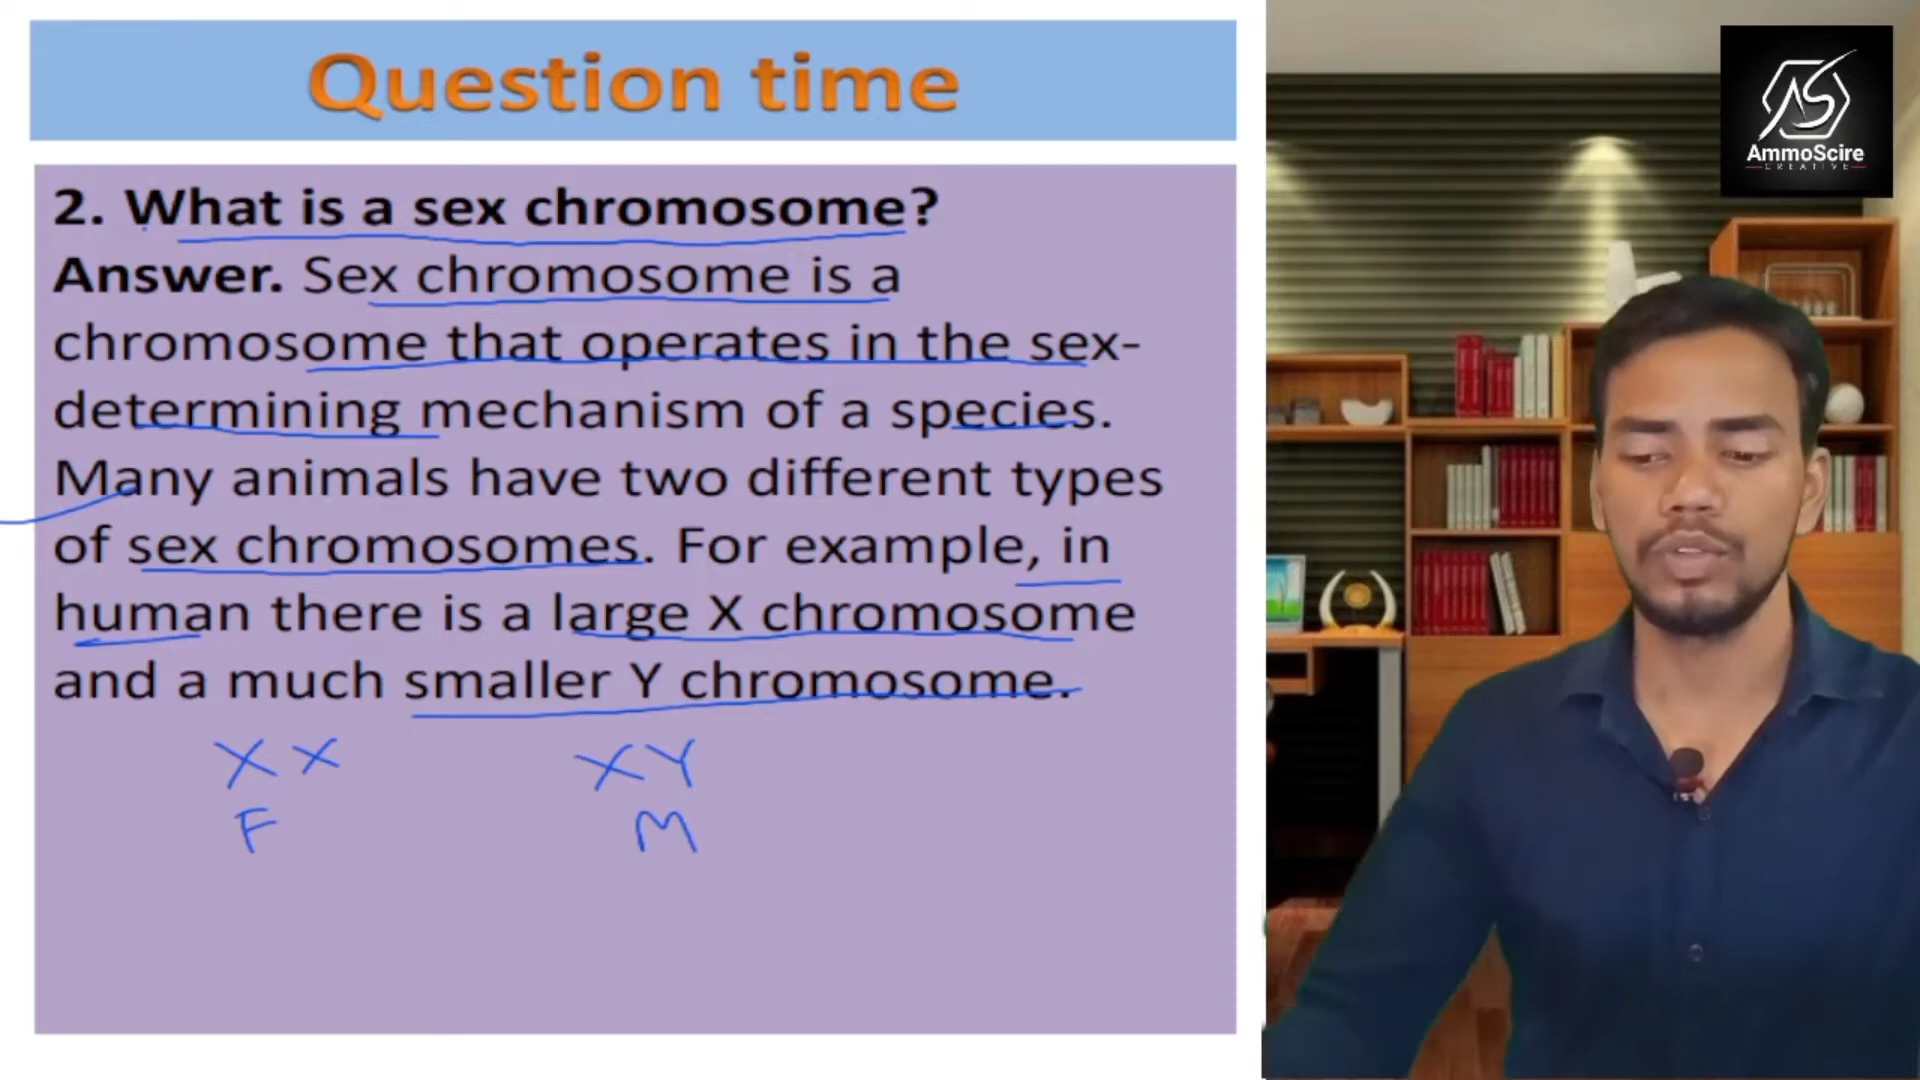 Question time
2. What is a sex chromosome?
Answer. Sex chromosome is a
chromosome that operates in the sex-
determining mechanism of a species.
Many animals have two different types
of sex chromosomes. For example, in
human there is a large X chromosome
and a much smaller Y chromosome.
X X XY
F M
AS
AmmoScire
CREATIVE